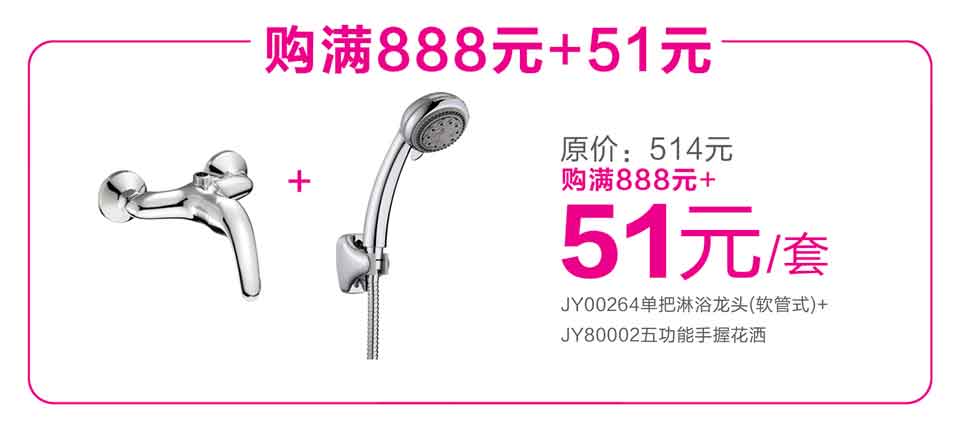 购满888元+51元
+
原价：514元
购满888元+
51元/套
JY00264单把淋浴龙头(软管式)+
JY80002五功能手握花洒